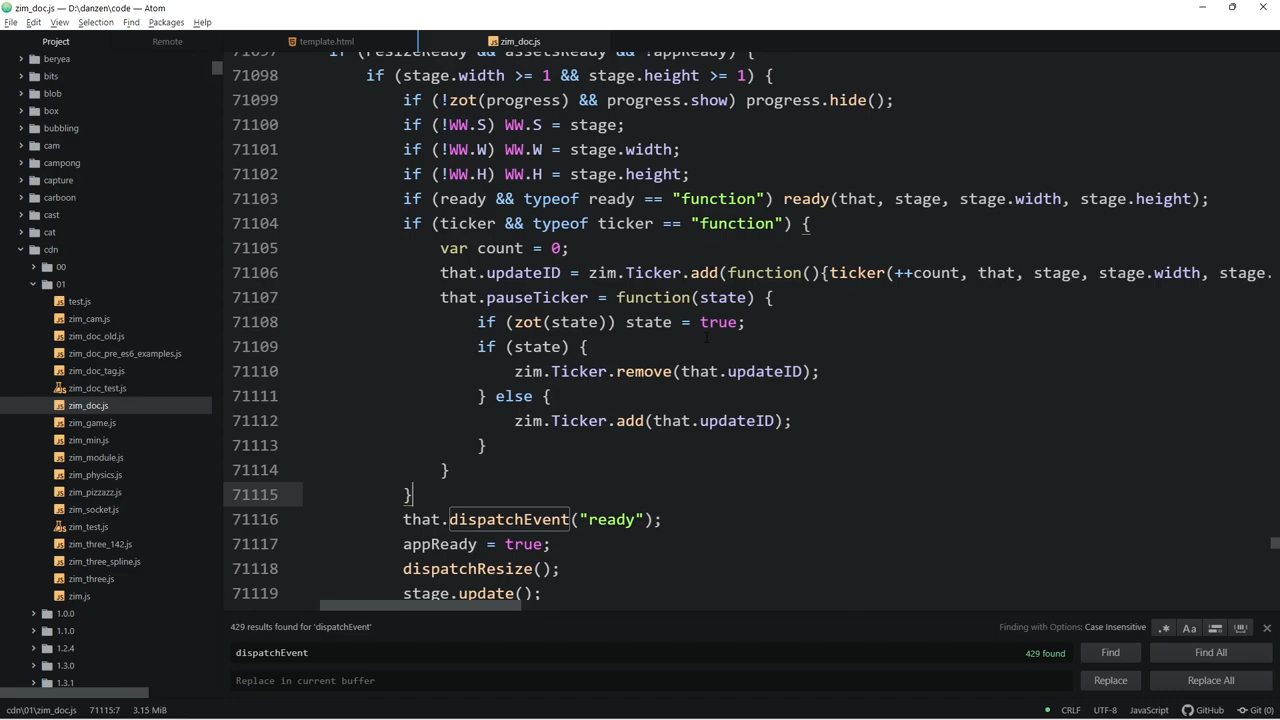 zim_doc.js — D:\danzen\code — Atom
File Edit View Selection Find Packages Help
Project Remote
template.html
zim_doc.js
beryea
bits
blob
box
bubbling
cam
campong
capture
carboon
cast
cat
cdn
00
01
test.js
zim_cam.js
zim_doc_old.js
zim_doc_pre_es6_examples.js
zim_doc_tag.js
zim_doc_test.js
zim_doc.js
zim_game.js
zim_min.js
zim_module.js
zim_physics.js
zim_pizzazz.js
zim_socket.js
zim_test.js
zim_three_142.js
zim_three_spline.js
zim_three.js
zim.js
1.0.0
1.1.0
1.2.4
1.3.0
1.3.1
71097 if (resizeReady && assetsReady && !appReady) {
71098 if (stage.width >= 1 && stage.height >= 1) {
71099 if (!zot(progress) && progress.show) progress.hide();
71100 if (!WW.S) WW.S = stage;
71101 if (!WW.W) WW.W = stage.width;
71102 if (!WW.H) WW.H = stage.height;
71103 if (ready && typeof ready == "function") ready(that, stage, stage.width, stage.height);
71104 if (ticker && typeof ticker == "function") {
71105 var count = 0;
71106 that.updateID = zim.Ticker.add(function(){ticker(++count, that, stage, stage.width, stage.
71107 that.pauseTicker = function(state) {
71108 if (zot(state)) state = true;
71109 if (state) {
71110 zim.Ticker.remove(that.updateID);
71111 } else {
71112 zim.Ticker.add(that.updateID);
71113 }
71114 }
71115 }
71116 that.dispatchEvent("ready");
71117 appReady = true;
71118 dispatchResize();
71119 stage.update();
429 results found for 'dispatchEvent'
Finding with Options: Case Insensitive
.* Aa
dispatchEvent 429 found Find Find All
Replace in current buffer Replace Replace All
cdn\01\zim_doc.js 71115:7 3.15 MiB
CRLF UTF-8 JavaScript GitHub Git (0)